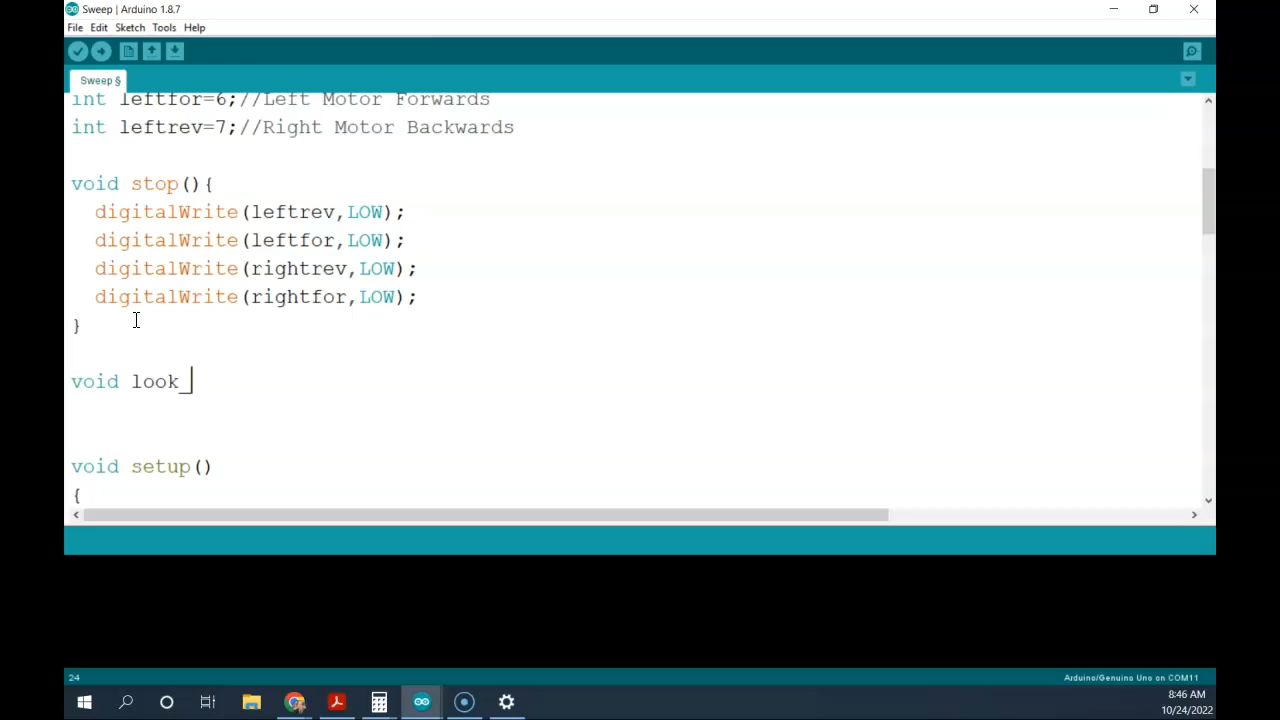 Sweep | Arduino 1.8.7
File Edit Sketch Tools Help
Sweep §
int leftfor=6;//Left Motor Forwards
int leftrev=7;//Right Motor Backwards
void stop(){
digitalWrite(leftrev,LOW);
digitalWrite(leftfor,LOW);
digitalWrite(rightrev,LOW);
digitalWrite(rightfor,LOW);
}
void look_
void setup()
{
24
Arduino/Genuino Uno on COM11
8:46 AM
10/24/2022